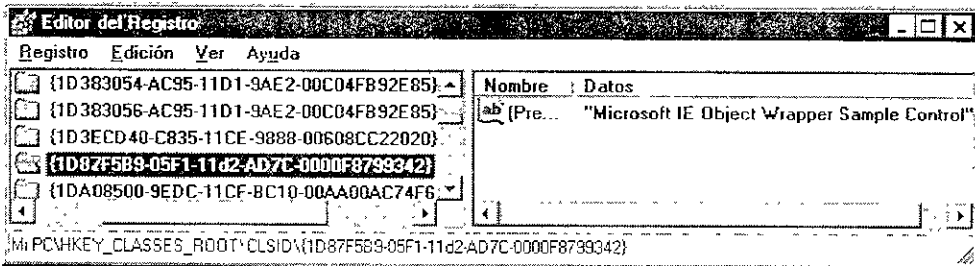 Editor del Registro
Registro Edición Ver Ayuda
{1D383054-AC95-11D1-9AE2-00C04FB92E85}
{1D383056-AC95-11D1-9AE2-00C04FB92E85}
{1D3ECD40-C835-11CE-9888-00608CC22020}
{1D87F5B9-05F1-11d2-AD7C-0000F8799342}
{1DA08500-9EDC-11CF-BC10-00AA00AC74F6
Nombre Datos
ab (Pre... "Microsoft IE Object Wrapper Sample Control"
Mi PC\HKEY_CLASSES_ROOT\CLSID\{1D87F5B9-05F1-11d2-AD7C-0000F8799342}